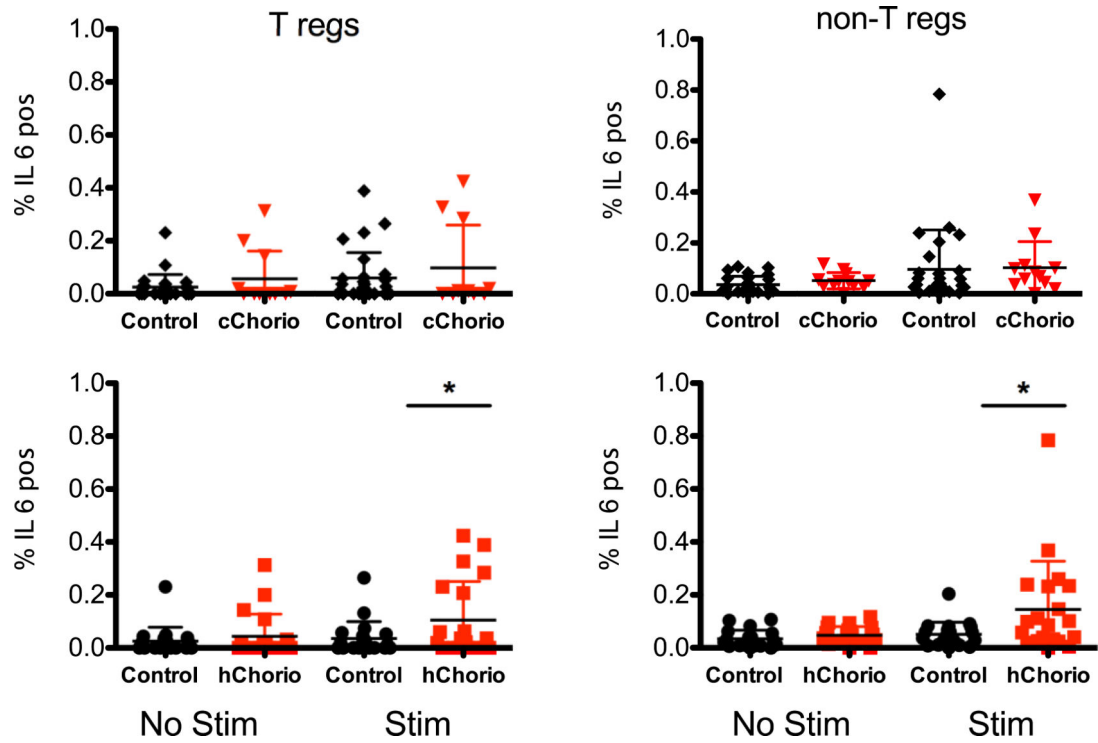 T regs
% IL 6 pos
1.0
0.8
0.6
0.4
0.2
0.0
Control cChorio Control cChorio
non-T regs
% IL 6 pos
1.0
0.8
0.6
0.4
0.2
0.0
Control cChorio Control cChorio
% IL 6 pos
1.0
0.8
0.6
0.4
0.2
0.0
*
Control hChorio Control hChorio
No Stim Stim
% IL 6 pos
1.0
0.8
0.6
0.4
0.2
0.0
*
Control hChorio Control hChorio
No Stim Stim